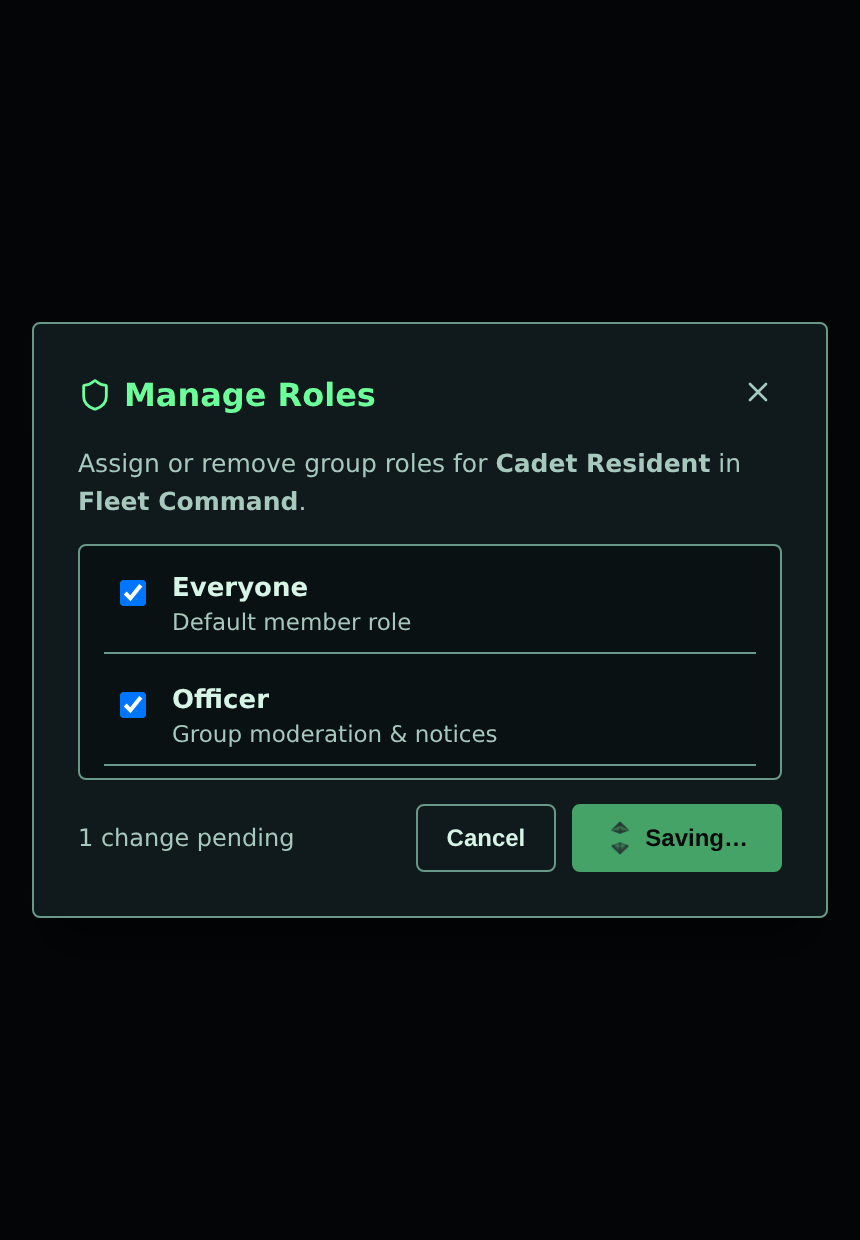 Manage Roles
Assign or remove group roles for Cadet Resident in
Fleet Command.
Everyone
Default member role
Officer
Group moderation & notices
1 change pending
Cancel
Saving…